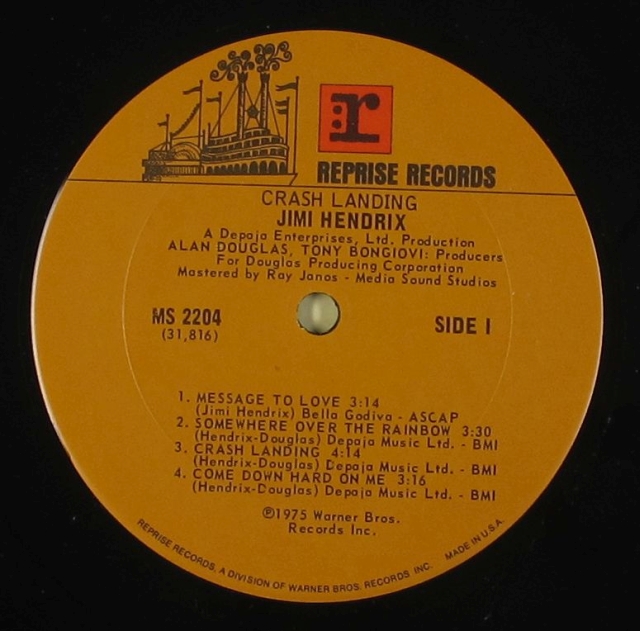 r
REPRISE RECORDS
CRASH LANDING
JIMI HENDRIX
A Depaja Enterprises, Ltd. Production
ALAN DOUGLAS, TONY BONGIOVI: Producers
For Douglas Producing Corporation
Mastered by Ray Janos - Media Sound Studios
MS 2204
(31,816)
SIDE 1
1. MESSAGE TO LOVE 3:14
(Jimi Hendrix) Bella Godiva - ASCAP
2. SOMEWHERE OVER THE RAINBOW 3:30
(Hendrix-Douglas) Depaja Music Ltd. - BMI
3. CRASH LANDING 4:14
(Hendrix-Douglas) Depaja Music Ltd. - BMI
4. COME DOWN HARD ON ME 3:16
(Hendrix-Douglas) Depaja Music Ltd. - BMI
℗1975 Warner Bros.
Records Inc.
REPRISE RECORDS, A DIVISION OF WARNER BROS. RECORDS INC. MADE IN U.S.A.